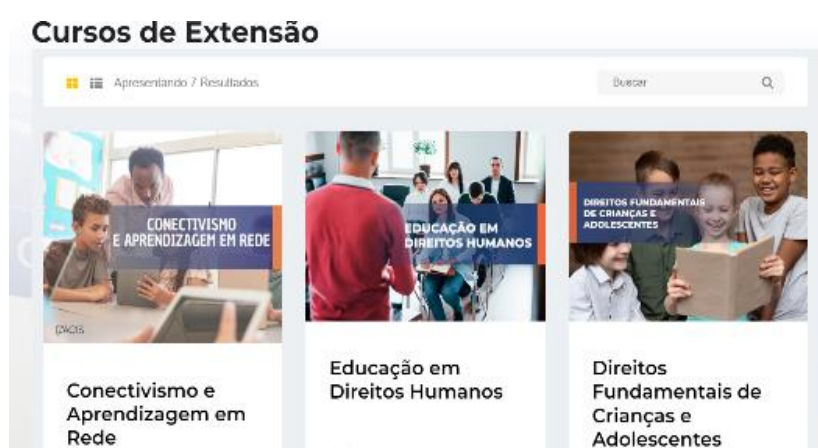 Cursos de Extensão
Apresentando 7 Resultados
Buscar
CONECTIVISMO
E APRENDIZAGEM EM REDE
EDUCAÇÃO EM
DIREITOS HUMANOS
DIREITOS FUNDAMENTAIS
DE CRIANÇAS E
ADOLESCENTES
Conectivismo e
Aprendizagem em
Rede
Educação em
Direitos Humanos
Direitos
Fundamentais de
Crianças e
Adolescentes